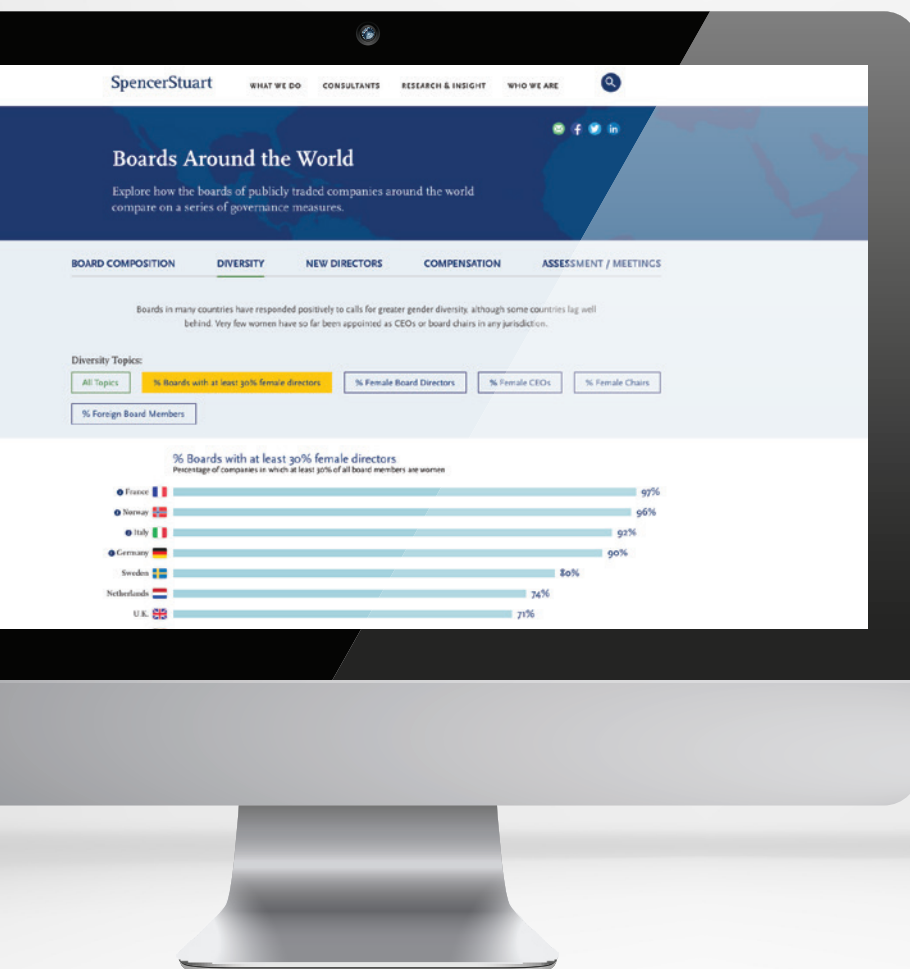 SpencerStuart
WHAT WE DO CONSULTANTS RESEARCH & INSIGHT WHO WE ARE
Boards Around the World
Explore how the boards of publicly traded companies around the world
compare on a series of governance measures.
BOARD COMPOSITION DIVERSITY NEW DIRECTORS COMPENSATION ASSESSMENT / MEETINGS
Boards in many countries have responded positively to calls for greater gender diversity, although some countries lag well
behind. Very few women have so far been appointed as CEOs or board chairs in any jurisdiction.
Diversity Topics:
All Topics % Boards with at least 30% female directors % Female Board Directors % Female CEOs % Female Chairs
% Foreign Board Members
% Boards with at least 30% female directors
Percentage of companies in which at least 30% of all board members are women
France 97%
Norway 96%
Italy 92%
Germany 90%
Sweden 80%
Netherlands 74%
U.K. 71%